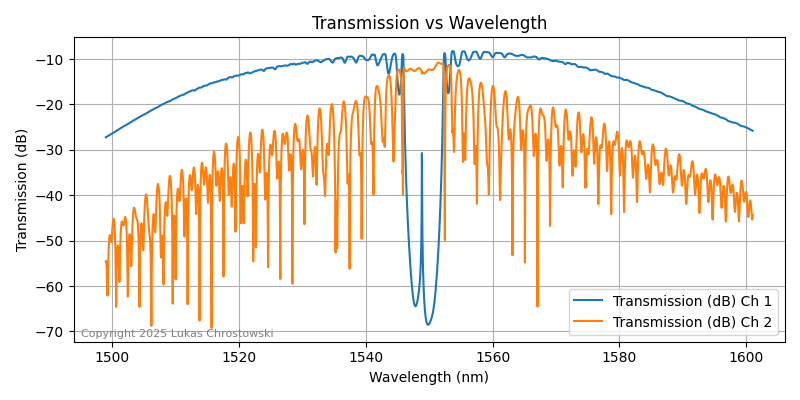 Transmission vs Wavelength
Transmission (dB)
−10
−20
−30
−40
−50
−60
−70
Transmission (dB) Ch 1
Transmission (dB) Ch 2
Copyright 2025 Lukas Chrostowski
1500
1520
1540
1560
1580
1600
Wavelength (nm)